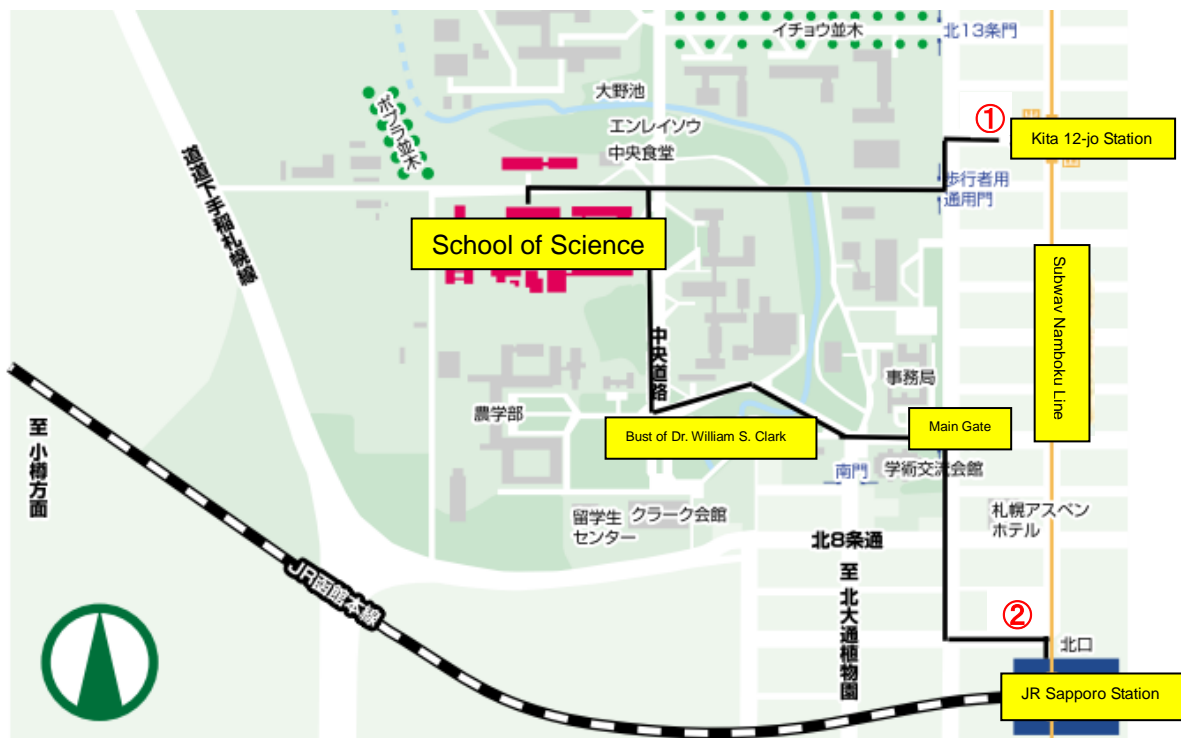 イチョウ並木
北13条門
大野池
①
Kita 12-jo Station
ポプラ並木
エンレイソウ
中央食堂
道道下手稲札幌線
歩行者用
通用門
School of Science
Subwav Namboku Line
中央道路
事務局
農学部
Bust of Dr. William S. Clark
Main Gate
至 小樽方面
南門
学術交流会館
留学生
センター
クラーク会館
札幌アスペン
ホテル
北8条通
至 北大通植物園
JR函館本線
②
北口
JR Sapporo Station